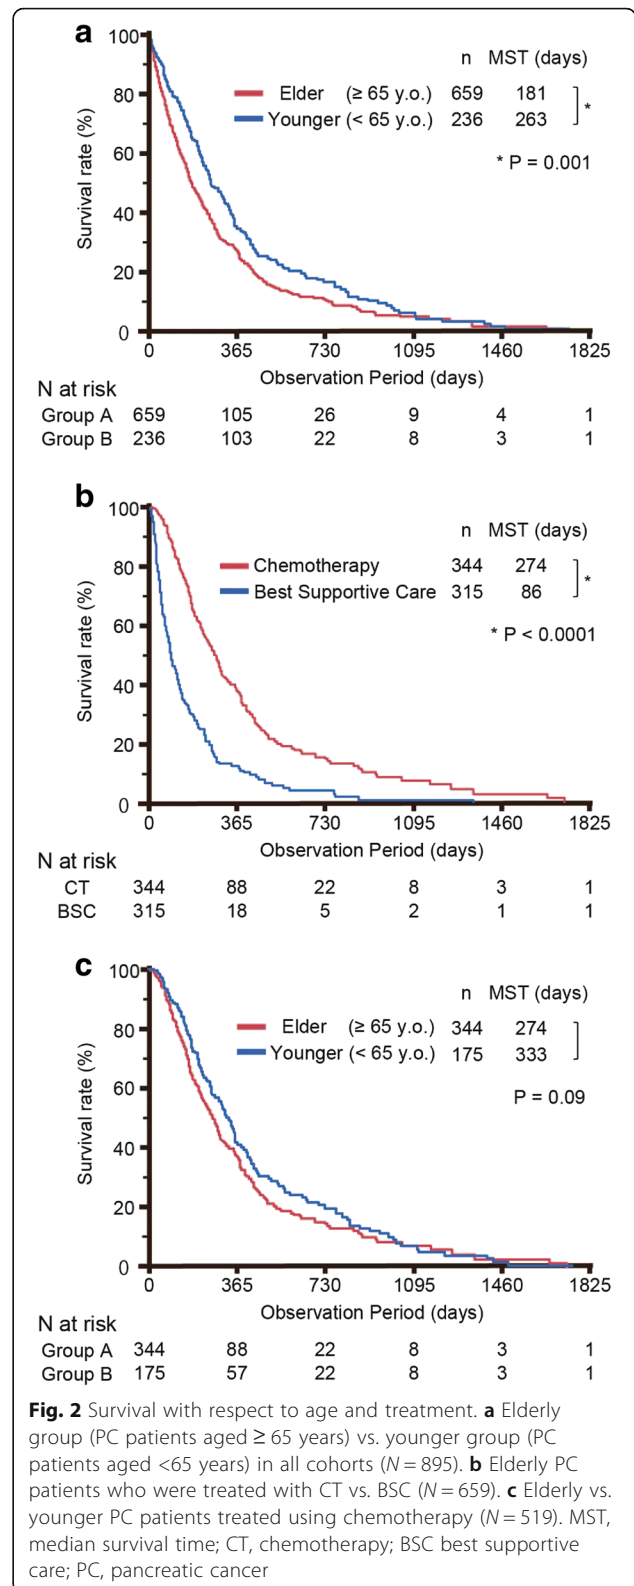 a
100
80
60
40
20
0
Survival rate (%)
n MST (days)
Elder (≥ 65 y.o.) 659 181
Younger (< 65 y.o.) 236 263
*
* P = 0.001
0 365 730 1095 1460 1825
Observation Period (days)
N at risk
Group A 659 105 26 9 4 1
Group B 236 103 22 8 3 1
b
100
80
60
40
20
0
Survival rate (%)
n MST (days)
Chemotherapy 344 274
Best Supportive Care 315 86
*
* P < 0.0001
0 365 730 1095 1460 1825
Observation Period (days)
N at risk
CT 344 88 22 8 3 1
BSC 315 18 5 2 1 1
c
100
80
60
40
20
0
Survival rate (%)
n MST (days)
Elder (≥ 65 y.o.) 344 274
Younger (< 65 y.o.) 175 333
P = 0.09
0 365 730 1095 1460 1825
Observation Period (days)
N at risk
Group A 344 88 22 8 3 1
Group B 175 57 22 8 3 1
Fig. 2 Survival with respect to age and treatment. a Elderly
group (PC patients aged ≥ 65 years) vs. younger group (PC
patients aged <65 years) in all cohorts (N = 895). b Elderly PC
patients who were treated with CT vs. BSC (N = 659). c Elderly vs.
younger PC patients treated using chemotherapy (N = 519). MST,
median survival time; CT, chemotherapy; BSC best supportive
care; PC, pancreatic cancer